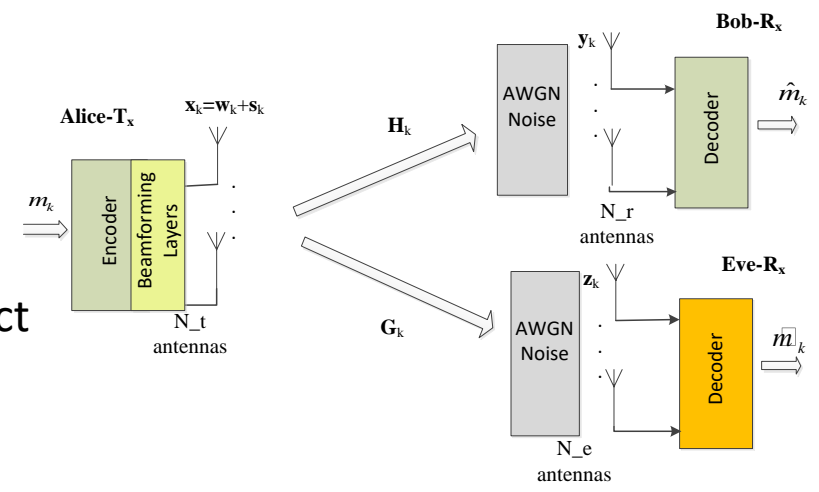 Alice-Tx
xk=wk+sk
mk
Encoder
Beamforming
Layers
N_t
antennas
Hk
Gk
AWGN
Noise
yk
N_r
antennas
Bob-Rx
Decoder
m̂k
AWGN
Noise
zk
N_e
antennas
Eve-Rx
Decoder
m□k
ct